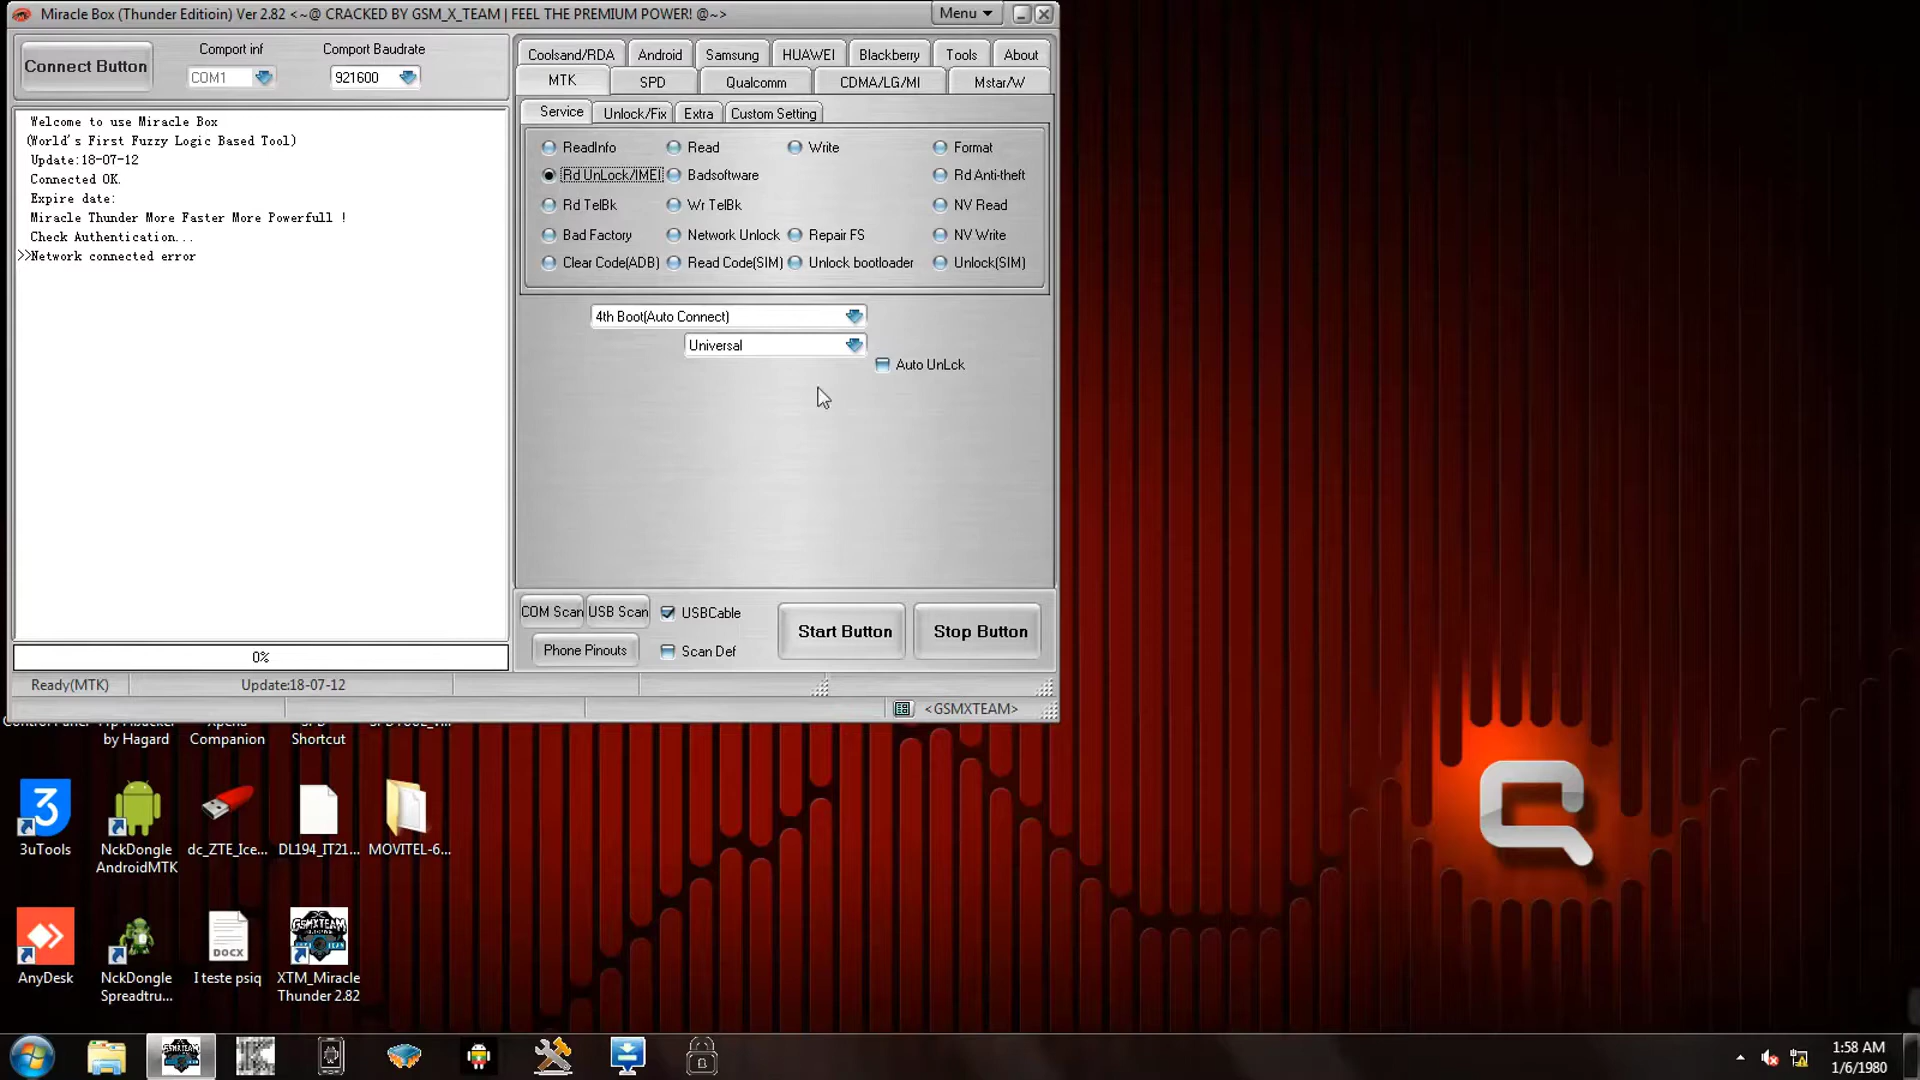 Miracle Box (Thunder Editioin) Ver 2.82 <~@ CRACKED BY GSM_X_TEAM | FEEL THE PREMIUM POWER! @~>
Menu
Connect Button
Comport inf
Comport Baudrate
COM1
921600
Coolsand/RDA
Android
Samsung
HUAWEI
Blackberry
Tools
About
MTK
SPD
Qualcomm
CDMA/LG/MI
Mstar/W
Service
Unlock/Fix
Extra
Custom Setting
Welcome to use Miracle Box
(World's First Fuzzy Logic Based Tool)
Update:18-07-12
Connected OK.
Expire date:
Miracle Thunder More Faster More Powerfull !
Check Authentication...
>>Network connected error
ReadInfo
Read
Write
Format
Rd UnLock/IMEI
Badsoftware
Rd Anti-theft
Rd TelBk
Wr TelBk
NV Read
Bad Factory
Network Unlock
Repair FS
NV Write
Clear Code(ADB)
Read Code(SIM)
Unlock bootloader
Unlock(SIM)
4th Boot(Auto Connect)
Universal
Auto UnLck
COM Scan
USB Scan
USBCable
Start Button
Stop Button
Phone Pinouts
Scan Def
0%
Ready(MTK)
Update:18-07-12
<GSMXTEAM>
by Hagard
Companion
Shortcut
3
3uTools
NckDongle
AndroidMTK
dc_ZTE_Ice...
DL194_IT21...
MOVITEL-6...
DOCX
GSMXTEAM
AnyDesk
NckDongle
Spreadtru...
I teste psiq
XTM_Miracle
Thunder 2.82
1:58 AM
1/6/1980